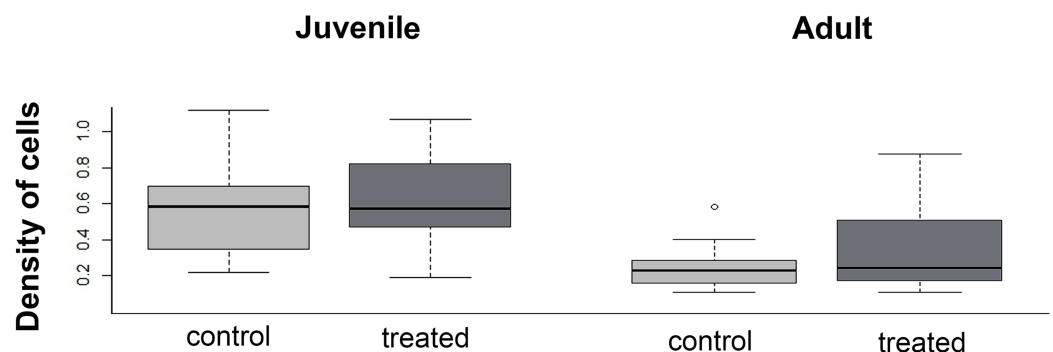 Juvenile
Adult
Density of cells
1.0
0.8
0.6
0.4
0.2
control
treated
control
treated